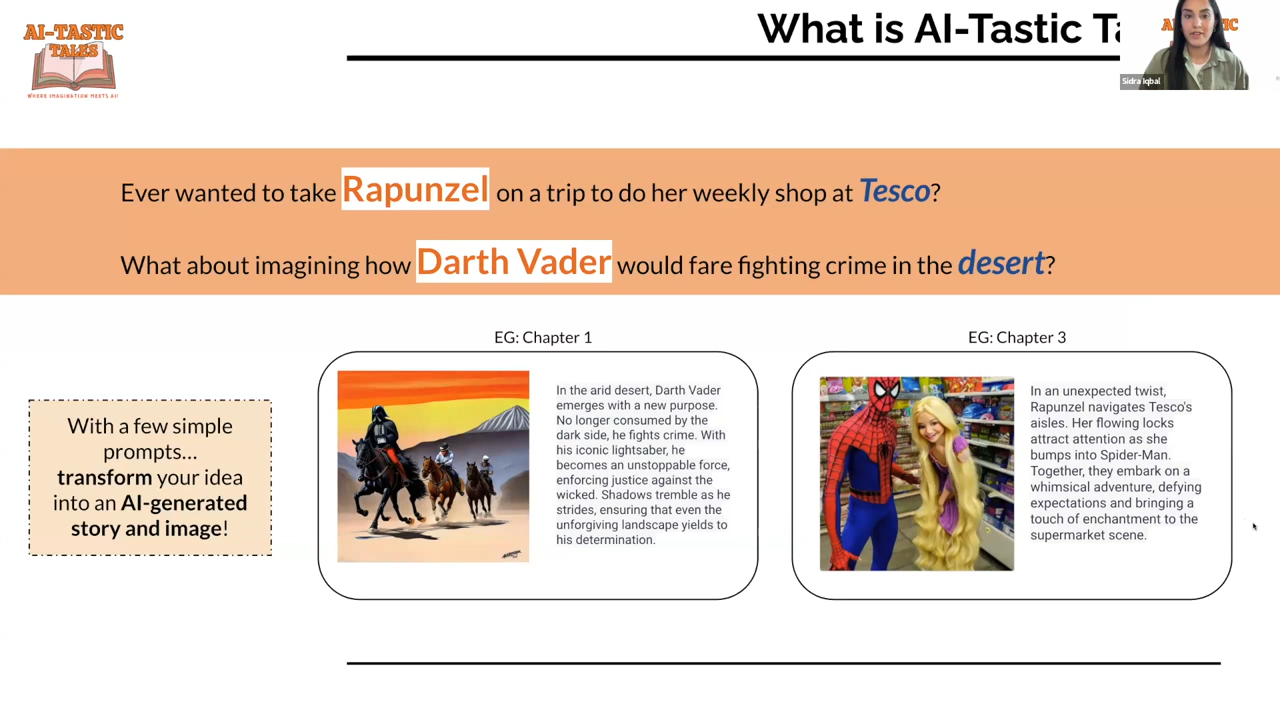 AI-TASTIC
TALES
WHERE IMAGINATION MEETS AI!
What is AI-Tastic
Sidra Iqbal
Ever wanted to take Rapunzel on a trip to do her weekly shop at Tesco?
What about imagining how Darth Vader would fare fighting crime in the desert?
With a few simple
prompts...
transform your idea
into an AI-generated
story and image!
EG: Chapter 1
In the arid desert, Darth Vader
emerges with a new purpose.
No longer consumed by the
dark side, he fights crime. With
his iconic lightsaber, he
becomes an unstoppable force,
enforcing justice against the
wicked. Shadows tremble as he
strides, ensuring that even the
unforgiving landscape yields to
his determination.
EG: Chapter 3
In an unexpected twist,
Rapunzel navigates Tesco's
aisles. Her flowing locks
attract attention as she
bumps into Spider-Man.
Together, they embark on a
whimsical adventure, defying
expectations and bringing a
touch of enchantment to the
supermarket scene.